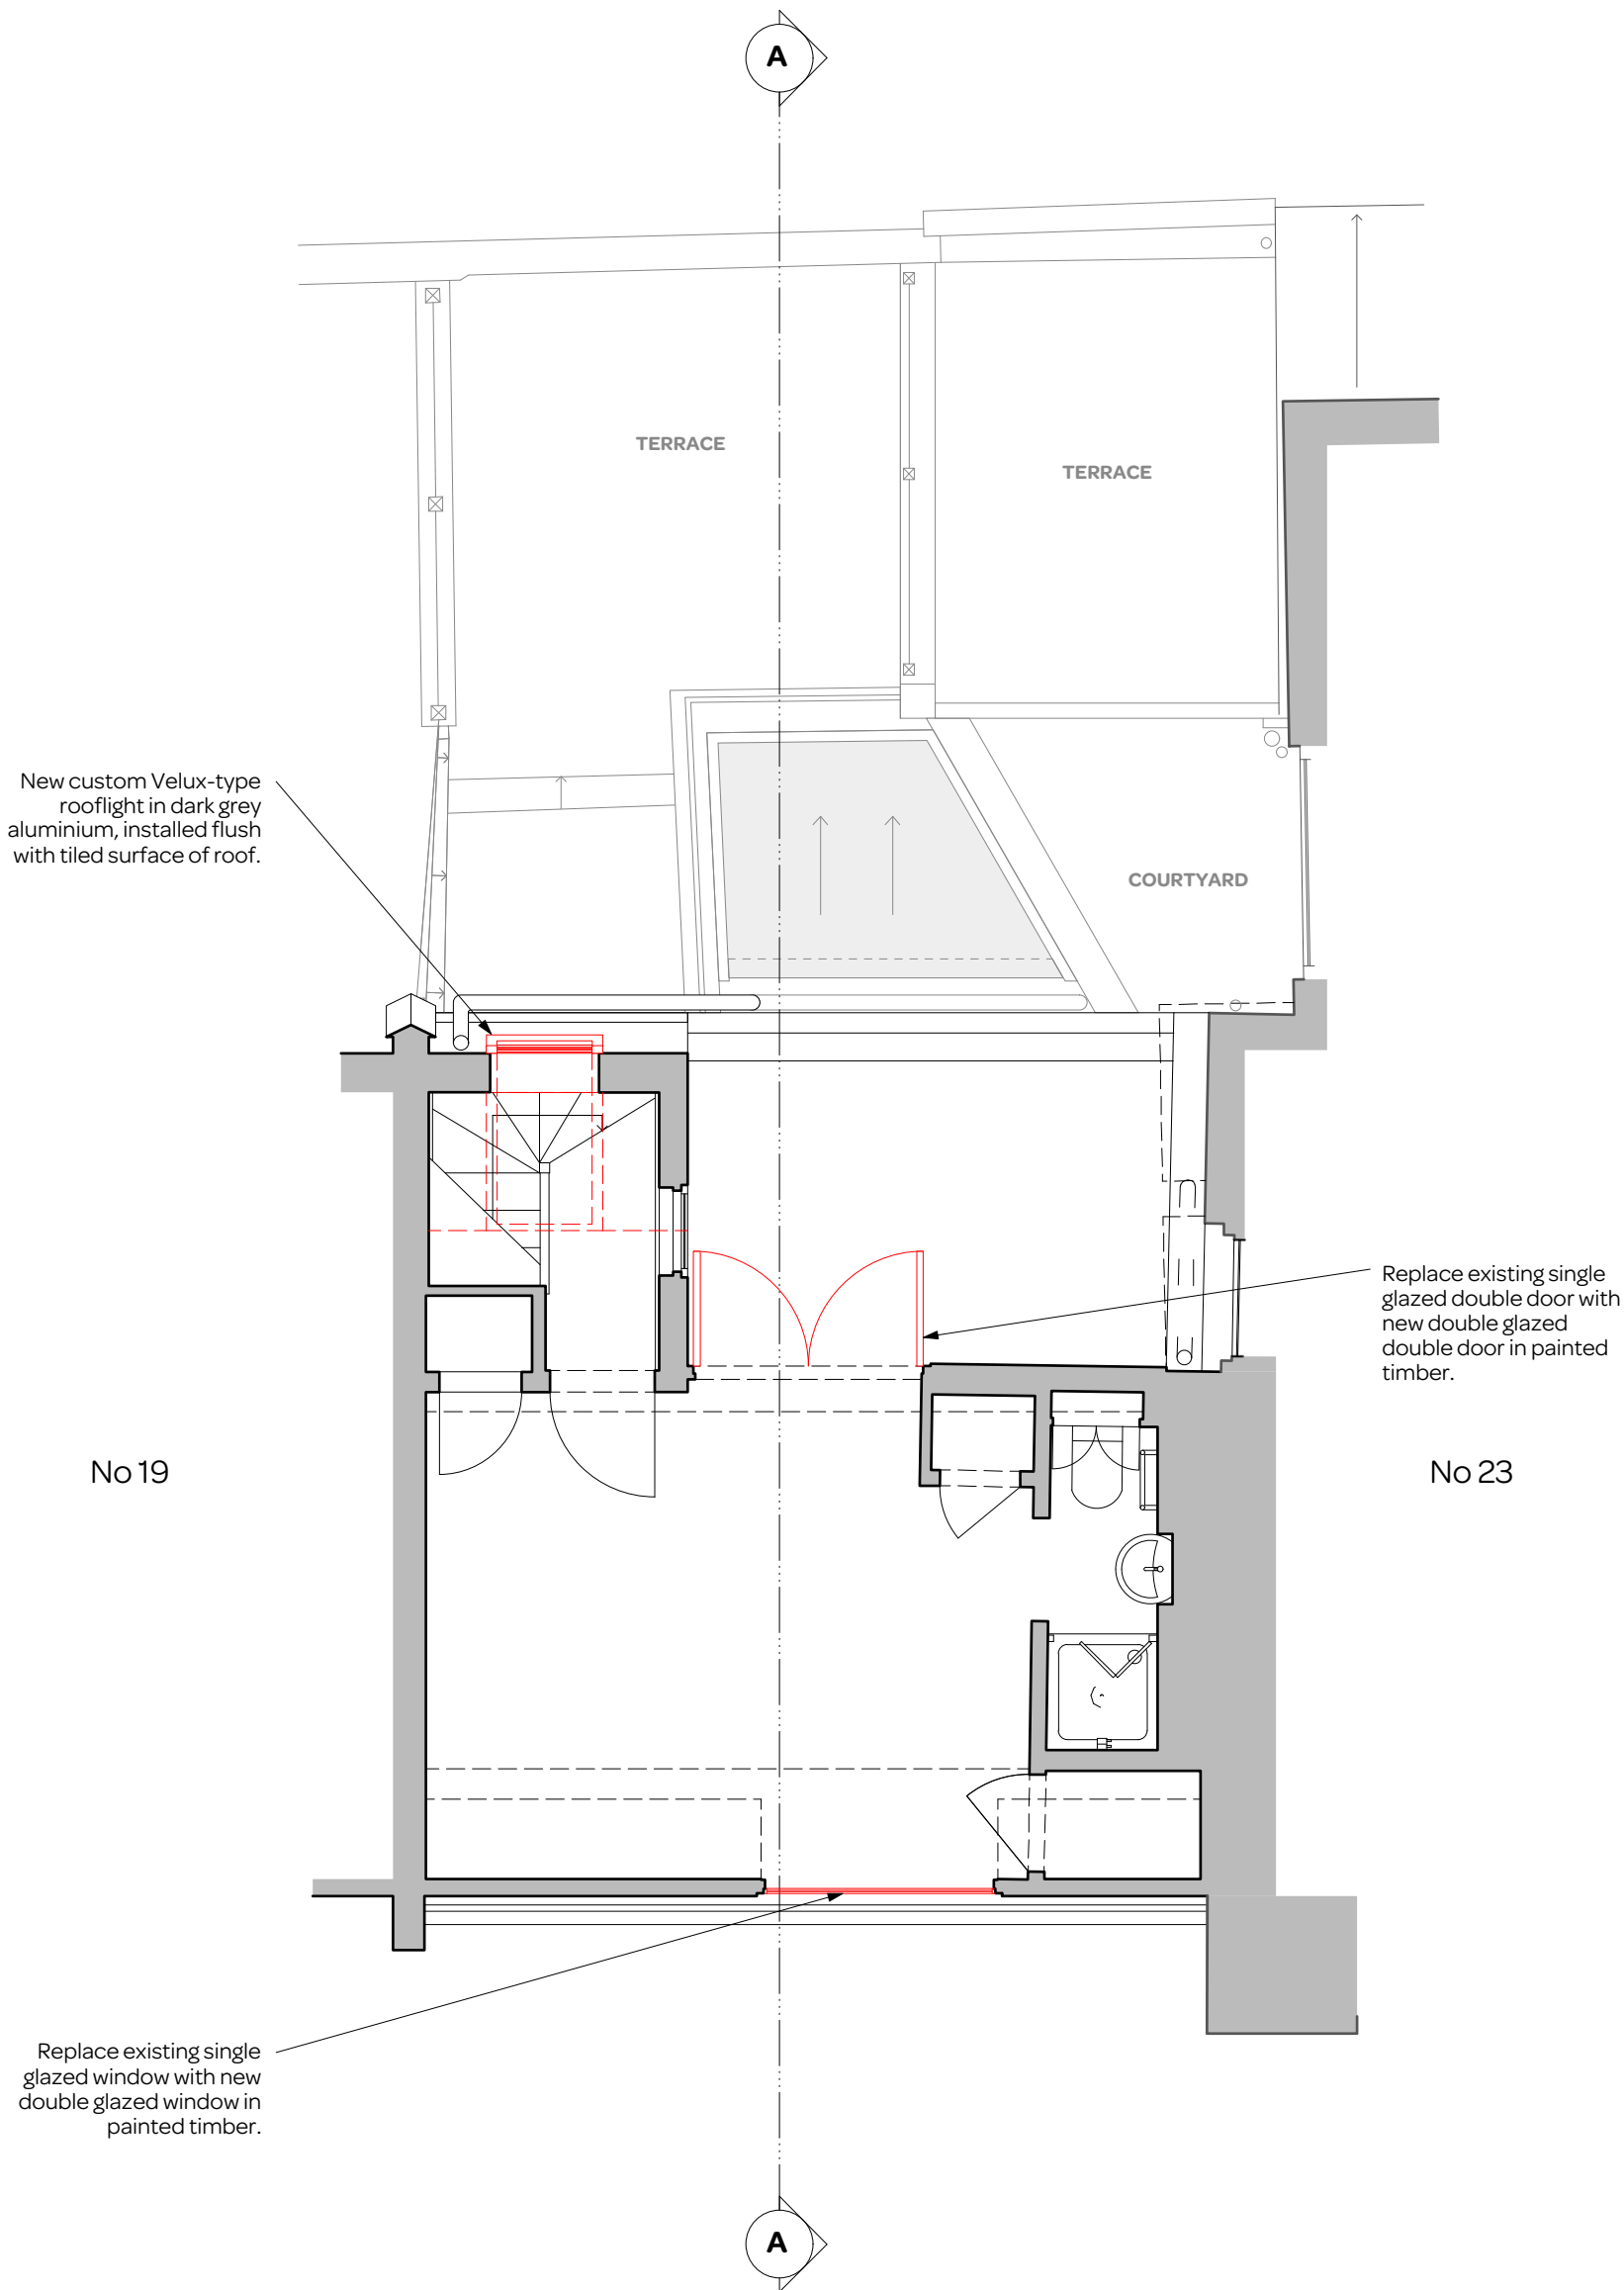 A
TERRACE
TERRACE
New custom Velux-type
rooflight in dark grey
aluminium, installed flush
with tiled surface of roof.
COURTYARD
Replace existing single
glazed double door with
new double glazed
double door in painted
timber.
No 19
No 23
Replace existing single
glazed window with new
double glazed window in
painted timber.
A